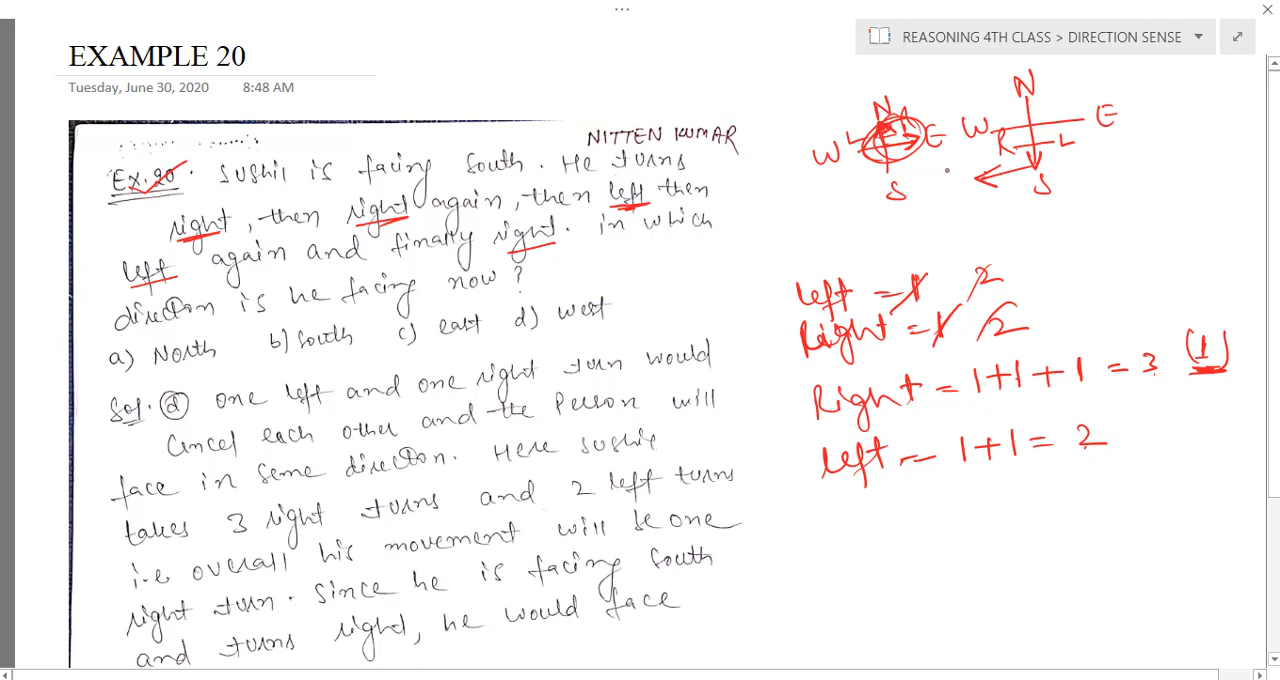 EXAMPLE 20
Tuesday, June 30, 2020 8:48 AM
REASONING 4TH CLASS > DIRECTION SENSE
NITTEN KUMAR
Ex. 20. Sushil is facing South. He turns
right, then right again, then left then
left again and finally right. in which
direction is he facing now?
a) North b) South c) east d) west
Sol. (d) One left and one right turn would
Cancel each other and the Person will
face in Same direction. Here Sushil
takes 3 right turns and 2 left turns
i.e overall his movement will be one
right turn. Since he is facing South
and turns right, he would face
N
W L R E
S
N
W E
R L
S
left = 1 2
Right = 1 2
Right = 1+1+1 = 3 (1)
left = 1+1 = 2